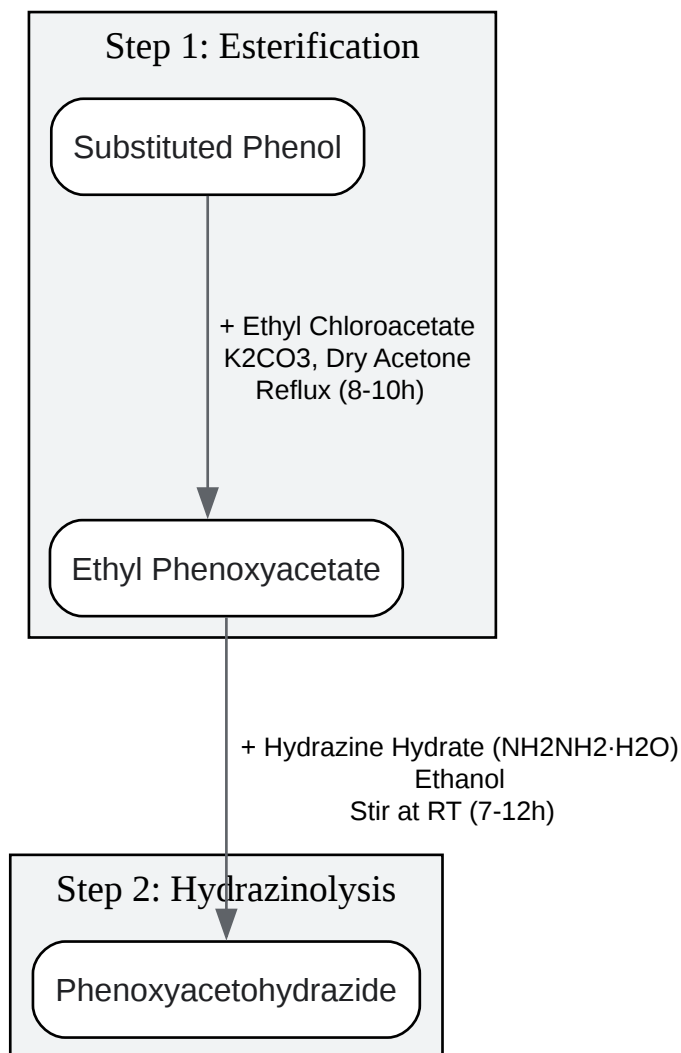 Step 1: Esterification
Substituted Phenol
+ Ethyl Chloroacetate
K2CO3, Dry Acetone
Reflux (8-10h)
Ethyl Phenoxyacetate
+ Hydrazine Hydrate (NH2NH2·H2O)
Ethanol
Stir at RT (7-12h)
Step 2: Hydrazinolysis
Phenoxyacetohydrazide